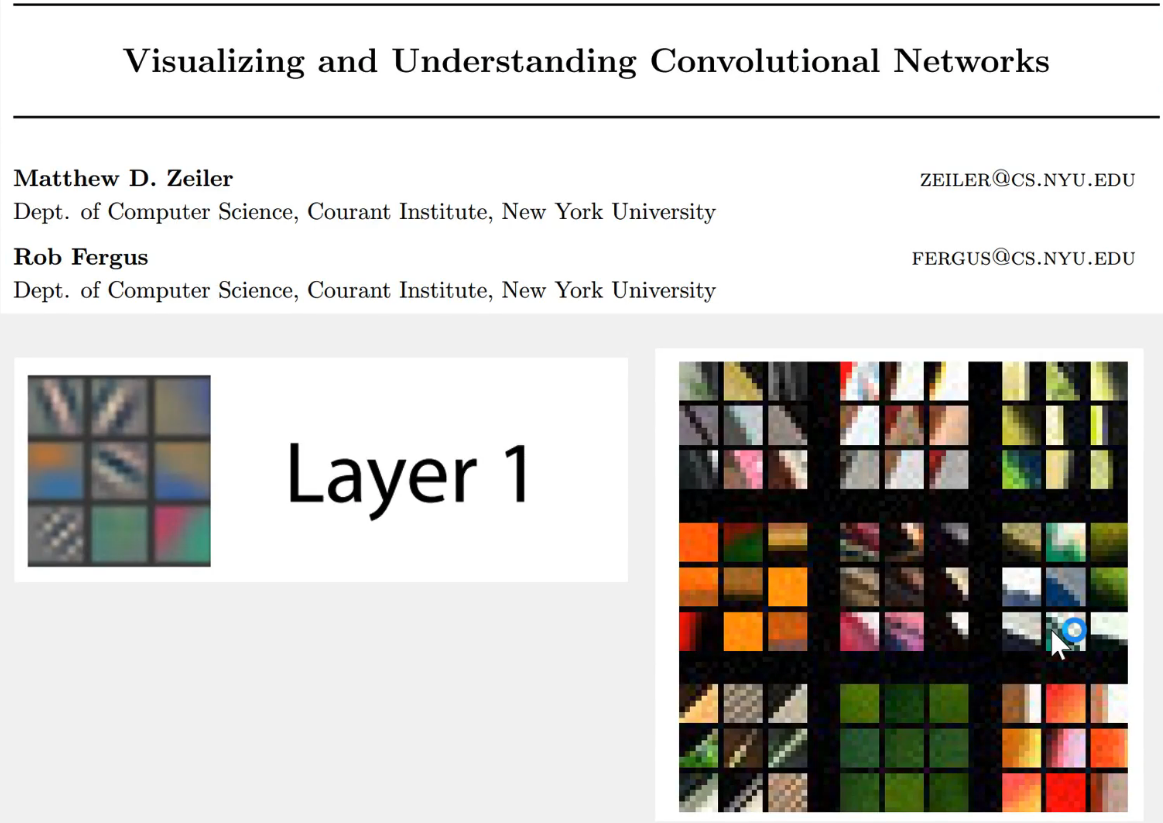 Visualizing and Understanding Convolutional Networks
Matthew D. Zeiler ZEILER@CS.NYU.EDU
Dept. of Computer Science, Courant Institute, New York University
Rob Fergus FERGUS@CS.NYU.EDU
Dept. of Computer Science, Courant Institute, New York University
Layer 1